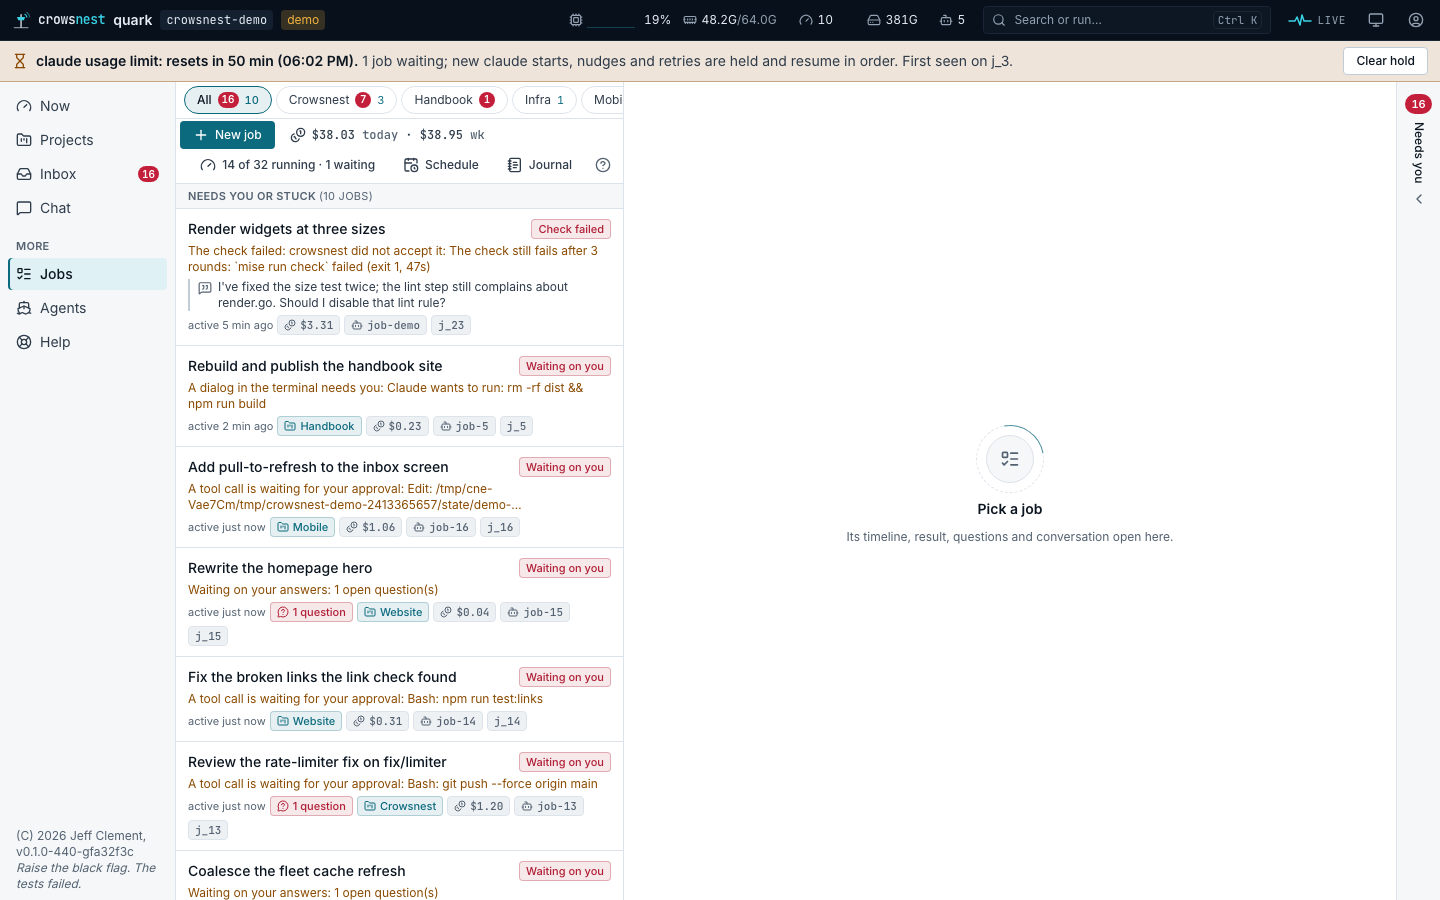 crowsnest quark crowsnest-demo demo 19% 48.2G/64.0G 10 381G 5 Search or run... Ctrl K LIVE
claude usage limit: resets in 50 min (06:02 PM). 1 job waiting; new claude starts, nudges and retries are held and resume in order. First seen on j_3. Clear hold
Now
Projects
Inbox 16
Chat
MORE
Jobs
Agents
Help
(C) 2026 Jeff Clement,
v0.1.0-440-gfa32f3c
Raise the black flag. The
tests failed.
All 16 10 Crowsnest 7 3 Handbook 1 Infra 1 Mobi
New job $38.03 today · $38.95 wk
14 of 32 running · 1 waiting Schedule Journal
NEEDS YOU OR STUCK (10 JOBS)
Render widgets at three sizes Check failed
The check failed: crowsnest did not accept it: The check still fails after 3
rounds: `mise run check` failed (exit 1, 47s)
I've fixed the size test twice; the lint step still complains about
render.go. Should I disable that lint rule?
active 5 min ago $3.31 job-demo j_23
Rebuild and publish the handbook site Waiting on you
A dialog in the terminal needs you: Claude wants to run: rm -rf dist &&
npm run build
active 2 min ago Handbook $0.23 job-5 j_5
Add pull-to-refresh to the inbox screen Waiting on you
A tool call is waiting for your approval: Edit: /tmp/cne-
Vae7Cm/tmp/crowsnest-demo-2413365657/state/demo-...
active just now Mobile $1.06 job-16 j_16
Rewrite the homepage hero Waiting on you
Waiting on your answers: 1 open question(s)
active just now 1 question Website $0.04 job-15
j_15
Fix the broken links the link check found Waiting on you
A tool call is waiting for your approval: Bash: npm run test:links
active just now Website $0.31 job-14 j_14
Review the rate-limiter fix on fix/limiter Waiting on you
A tool call is waiting for your approval: Bash: git push --force origin main
active just now 1 question Crowsnest $1.20 job-13
j_13
Coalesce the fleet cache refresh Waiting on you
Waiting on your answers: 1 open question(s)
Pick a job
Its timeline, result, questions and conversation open here.
16
Needs you